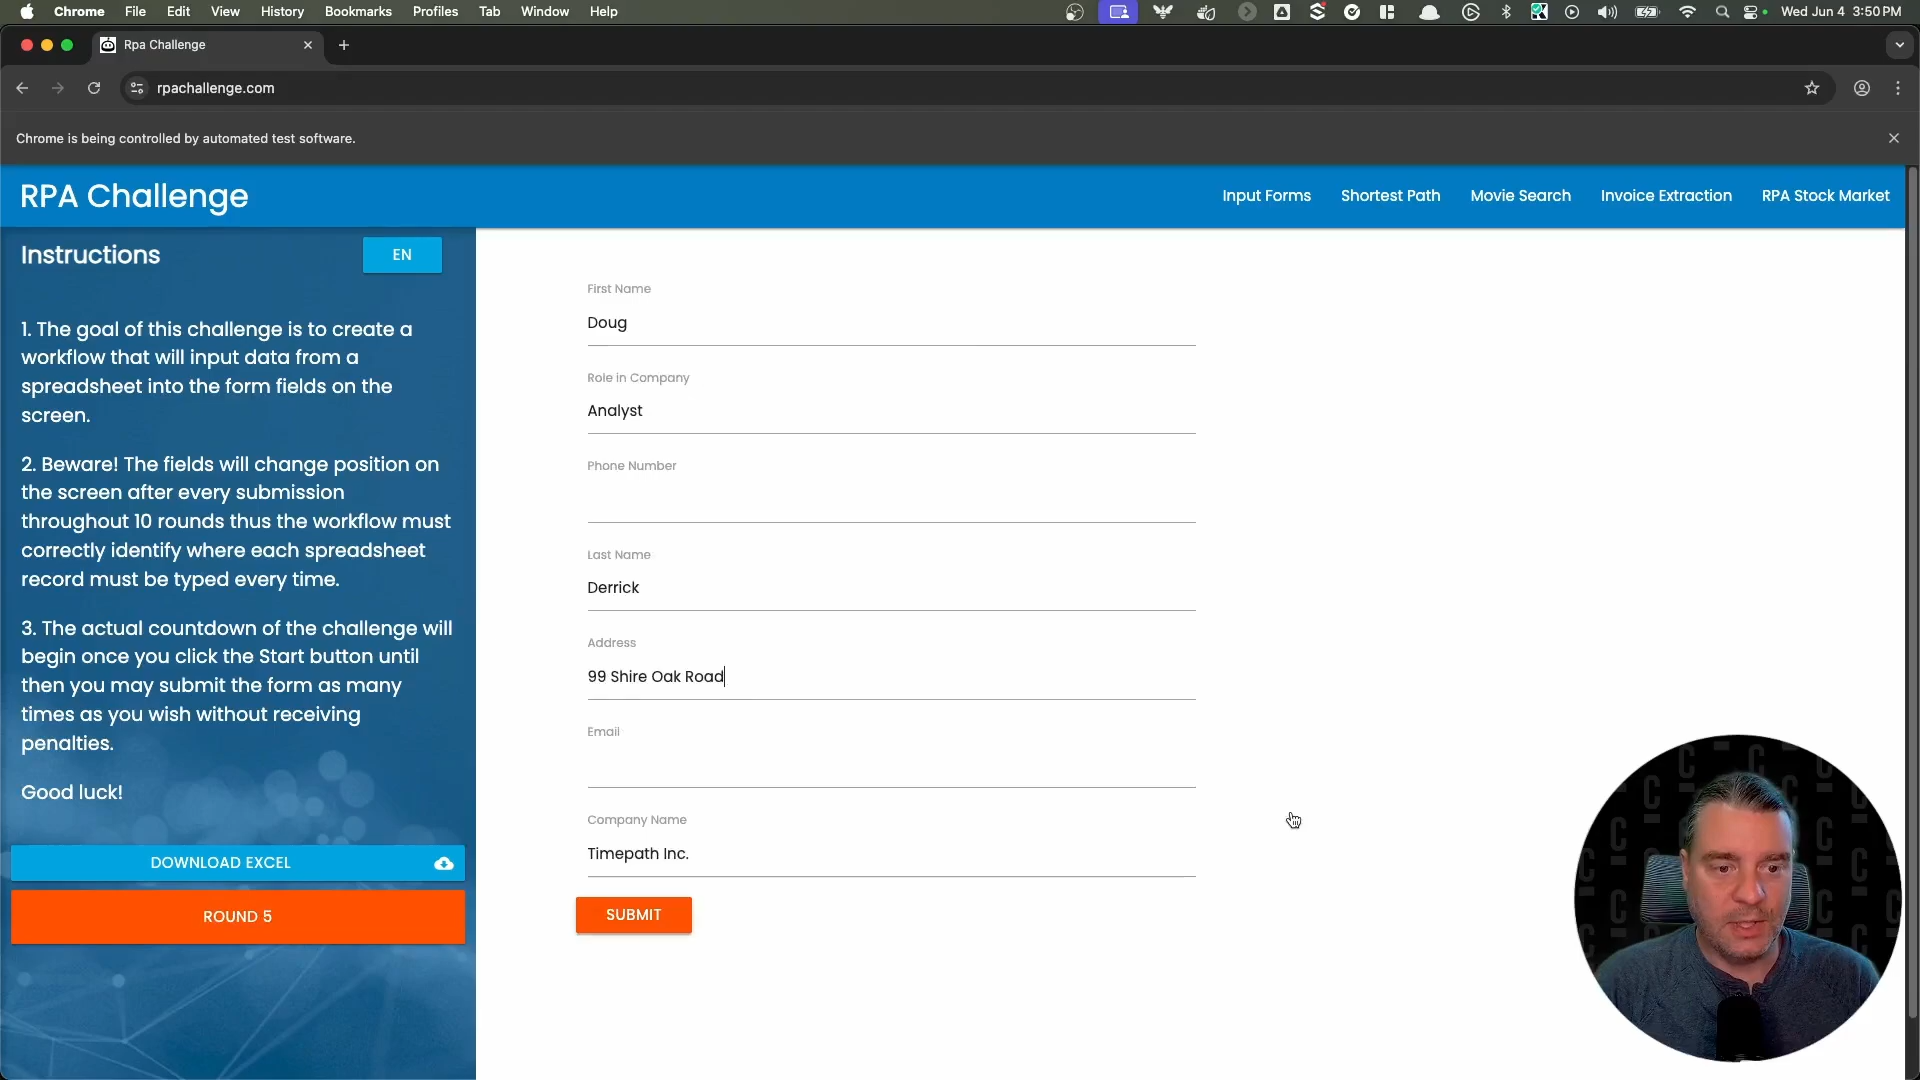 Chrome File Edit View History Bookmarks Profiles Tab Window Help Wed Jun 4 3:50 PM
Rpa Challenge
rpachallenge.com
Chrome is being controlled by automated test software.
RPA Challenge
Input Forms Shortest Path Movie Search Invoice Extraction RPA Stock Market
Instructions
EN
1. The goal of this challenge is to create a
workflow that will input data from a
spreadsheet into the form fields on the
screen.
2. Beware! The fields will change position on
the screen after every submission
throughout 10 rounds thus the workflow must
correctly identify where each spreadsheet
record must be typed every time.
3. The actual countdown of the challenge will
begin once you click the Start button until
then you may submit the form as many
times as you wish without receiving
penalties.
Good luck!
DOWNLOAD EXCEL
ROUND 5
First Name
Doug
Role in Company
Analyst
Phone Number
Last Name
Derrick
Address
99 Shire Oak Road
Email
Company Name
Timepath Inc.
SUBMIT